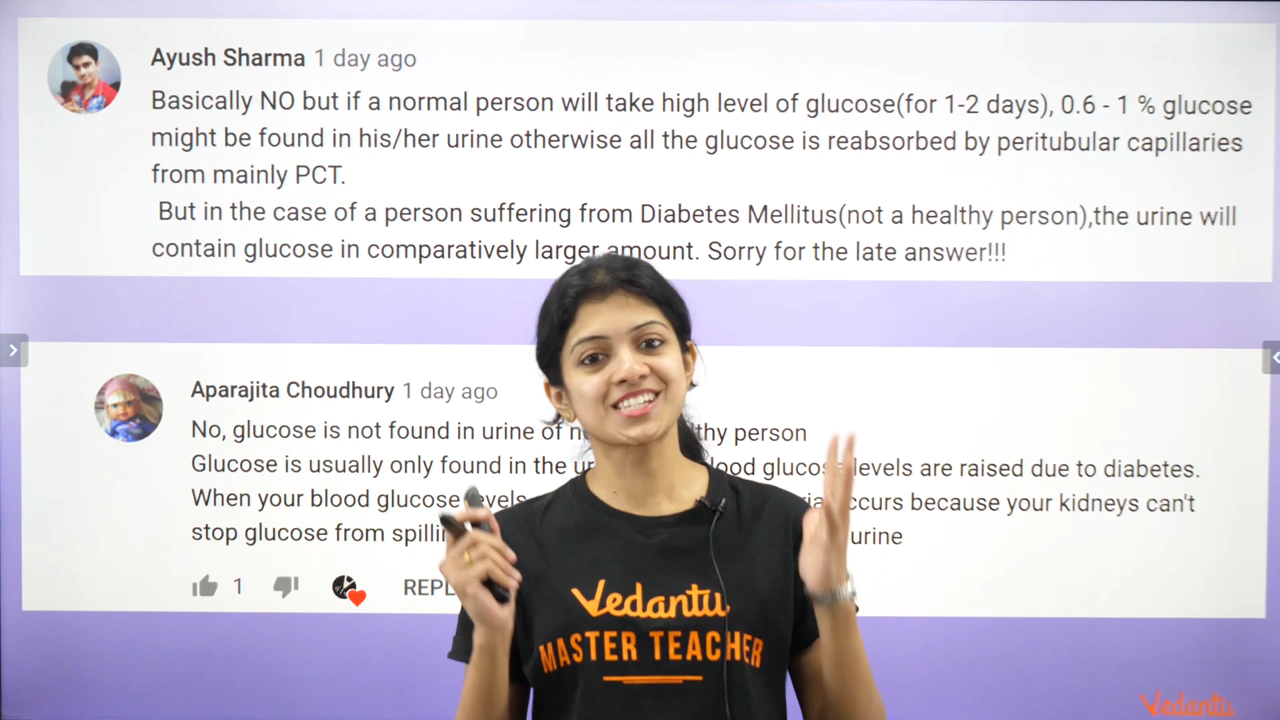 Ayush Sharma 1 day ago
Basically NO but if a normal person will take high level of glucose(for 1-2 days), 0.6 - 1 % glucose
might be found in his/her urine otherwise all the glucose is reabsorbed by peritubular capillaries
from mainly PCT.
But in the case of a person suffering from Diabetes Mellitus(not a healthy person),the urine will
contain glucose in comparatively larger amount. Sorry for the late answer!!!
Aparajita Choudhury 1 day ago
No, glucose is not found in urine of person
Glucose is usually only found in the glucose levels are raised due to diabetes.
When your blood glucose levels occurs because your kidneys can't
stop glucose from urine
1
Vedantu
MASTER TEACHER
Vedantu